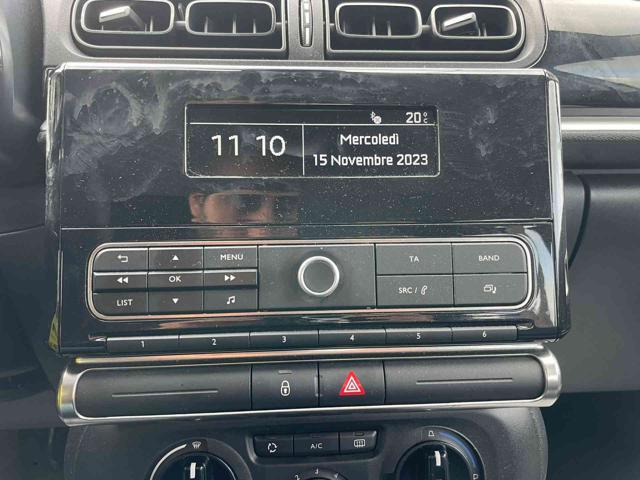 20°C
11 10
Mercoledì
15 Novembre 2023
MENU
TA
BAND
OK
LIST
SRC /
1 2 3 4 5 6
A/C